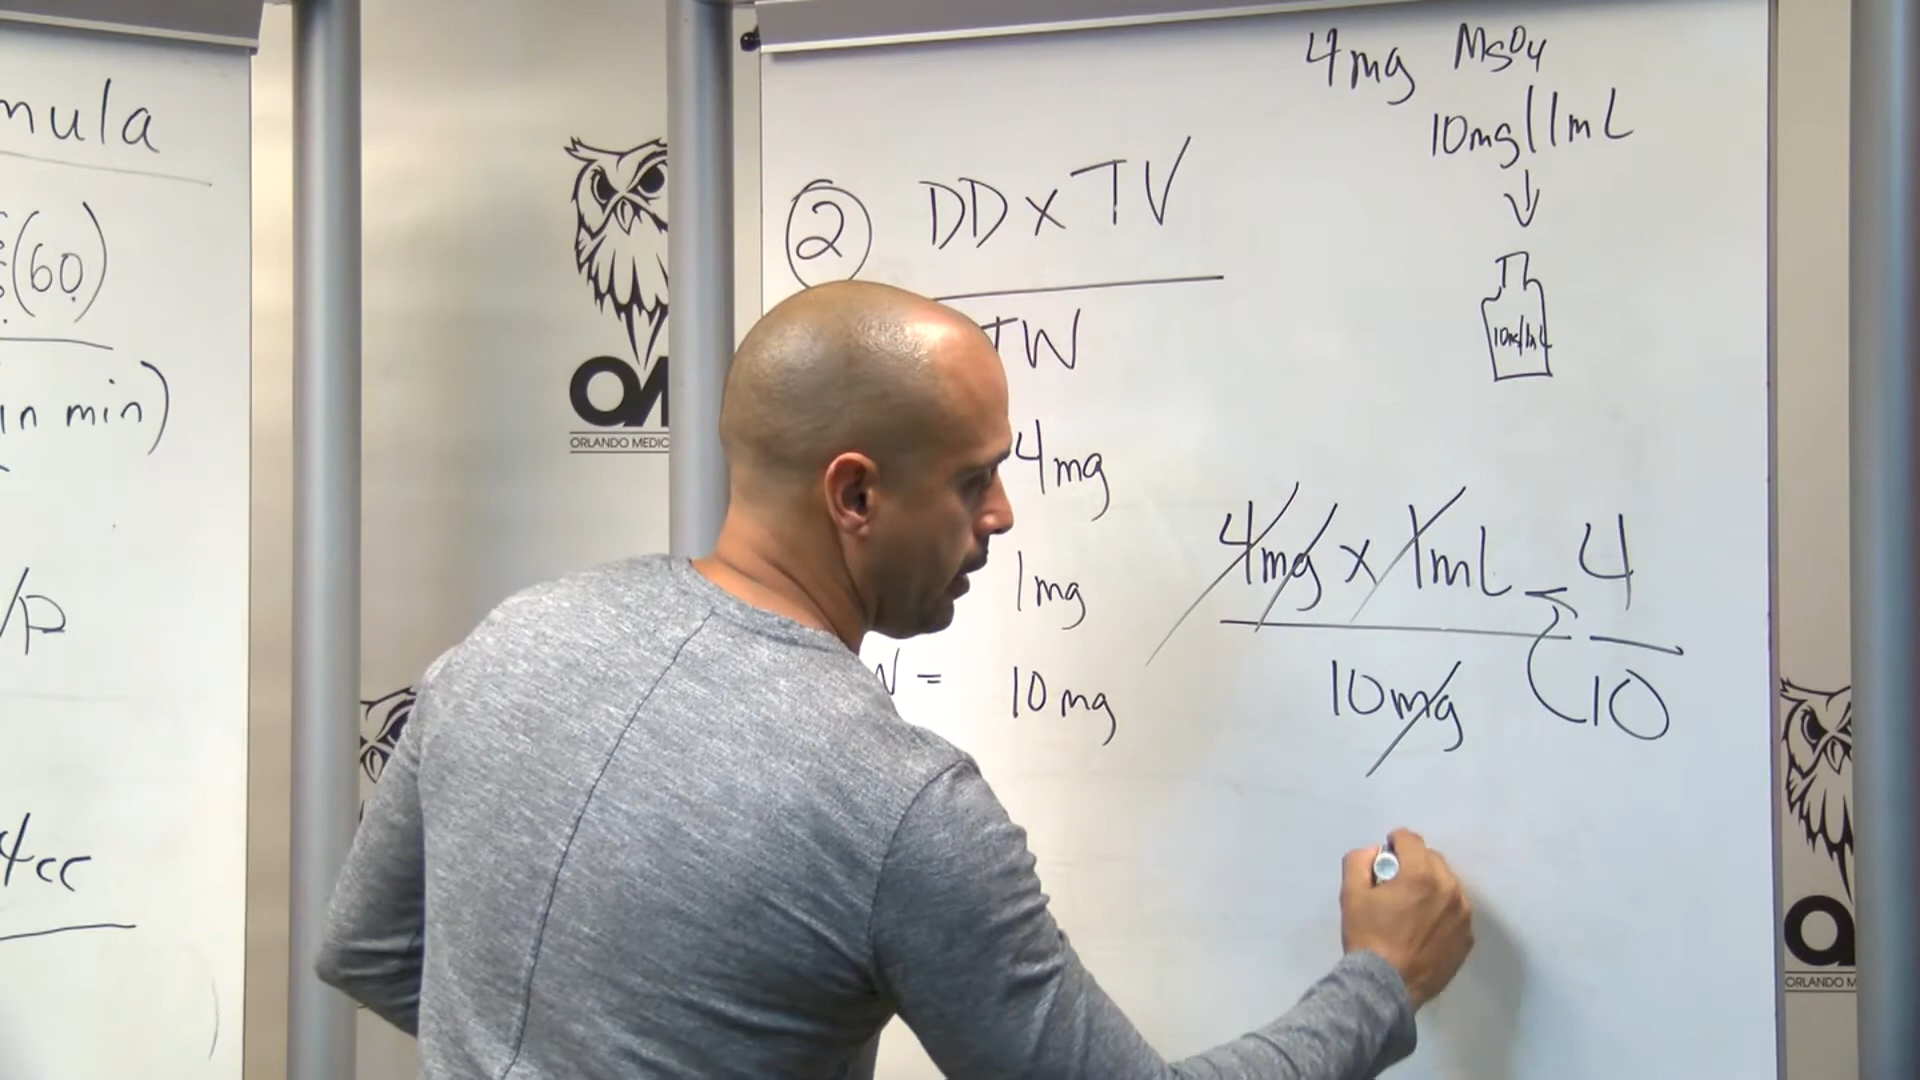 mula
(60)
in min)
/P
4cc
ORLANDO MEDIC
4mg MSO4
10mg/1mL
10mg/1mL
2 DD x TV
TW
4mg
1mg
W = 10mg
4mg x 1mL 4
10mg 10
ORLANDO M